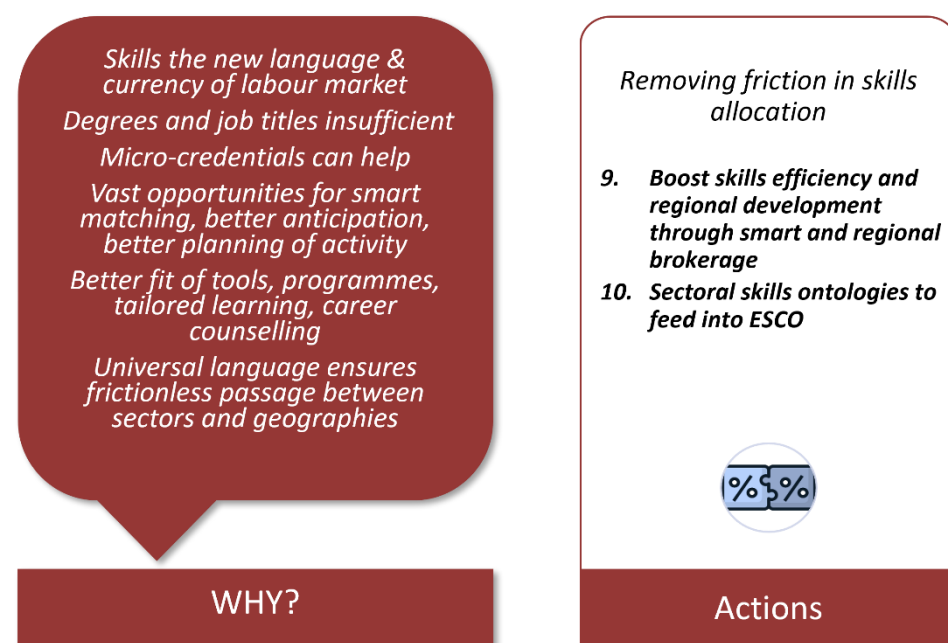 Skills the new language &
currency of labour market
Degrees and job titles insufficient
Micro-credentials can help
Vast opportunities for smart
matching, better anticipation,
better planning of activity
Better fit of tools, programmes,
tailored learning, career
counselling
Universal language ensures
frictionless passage between
sectors and geographies
WHY?
Removing friction in skills
allocation
9. Boost skills efficiency and
regional development
through smart and regional
brokerage
10. Sectoral skills ontologies to
feed into ESCO
% %
Actions